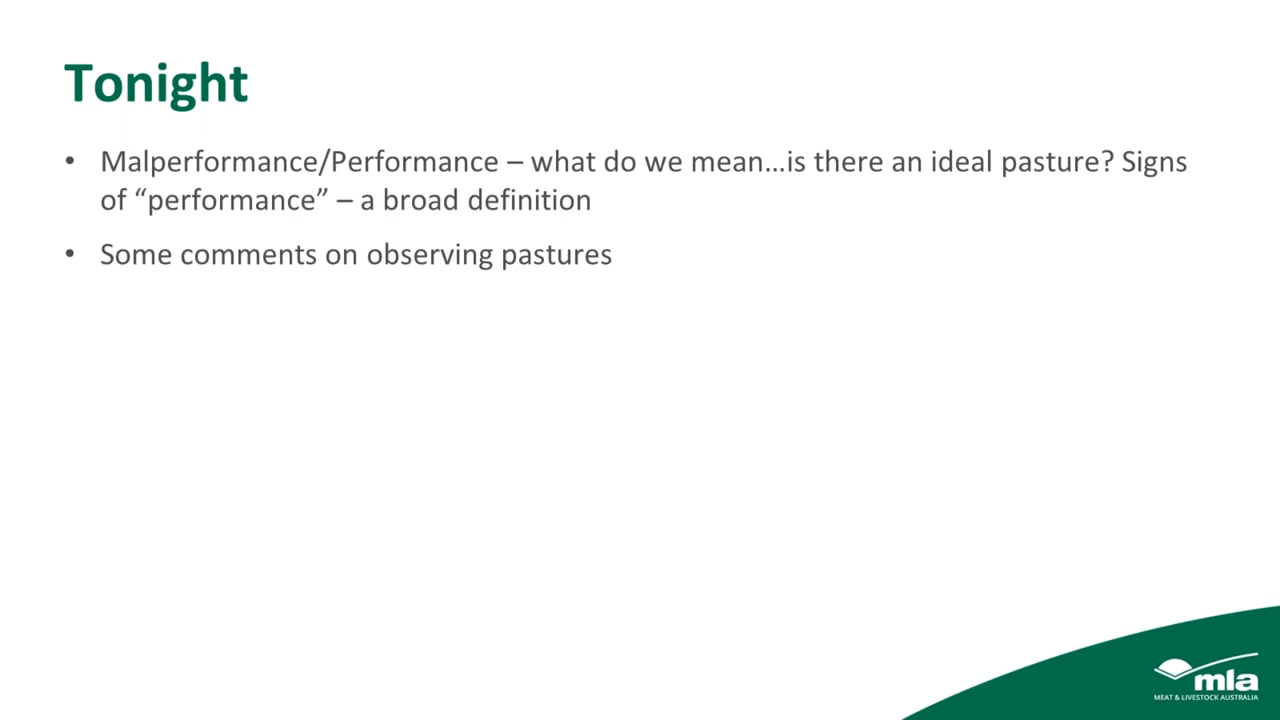 Tonight
• Malperformance/Performance – what do we mean…is there an ideal pasture? Signs
of “performance” – a broad definition
• Some comments on observing pastures
mla
MEAT & LIVESTOCK AUSTRALIA